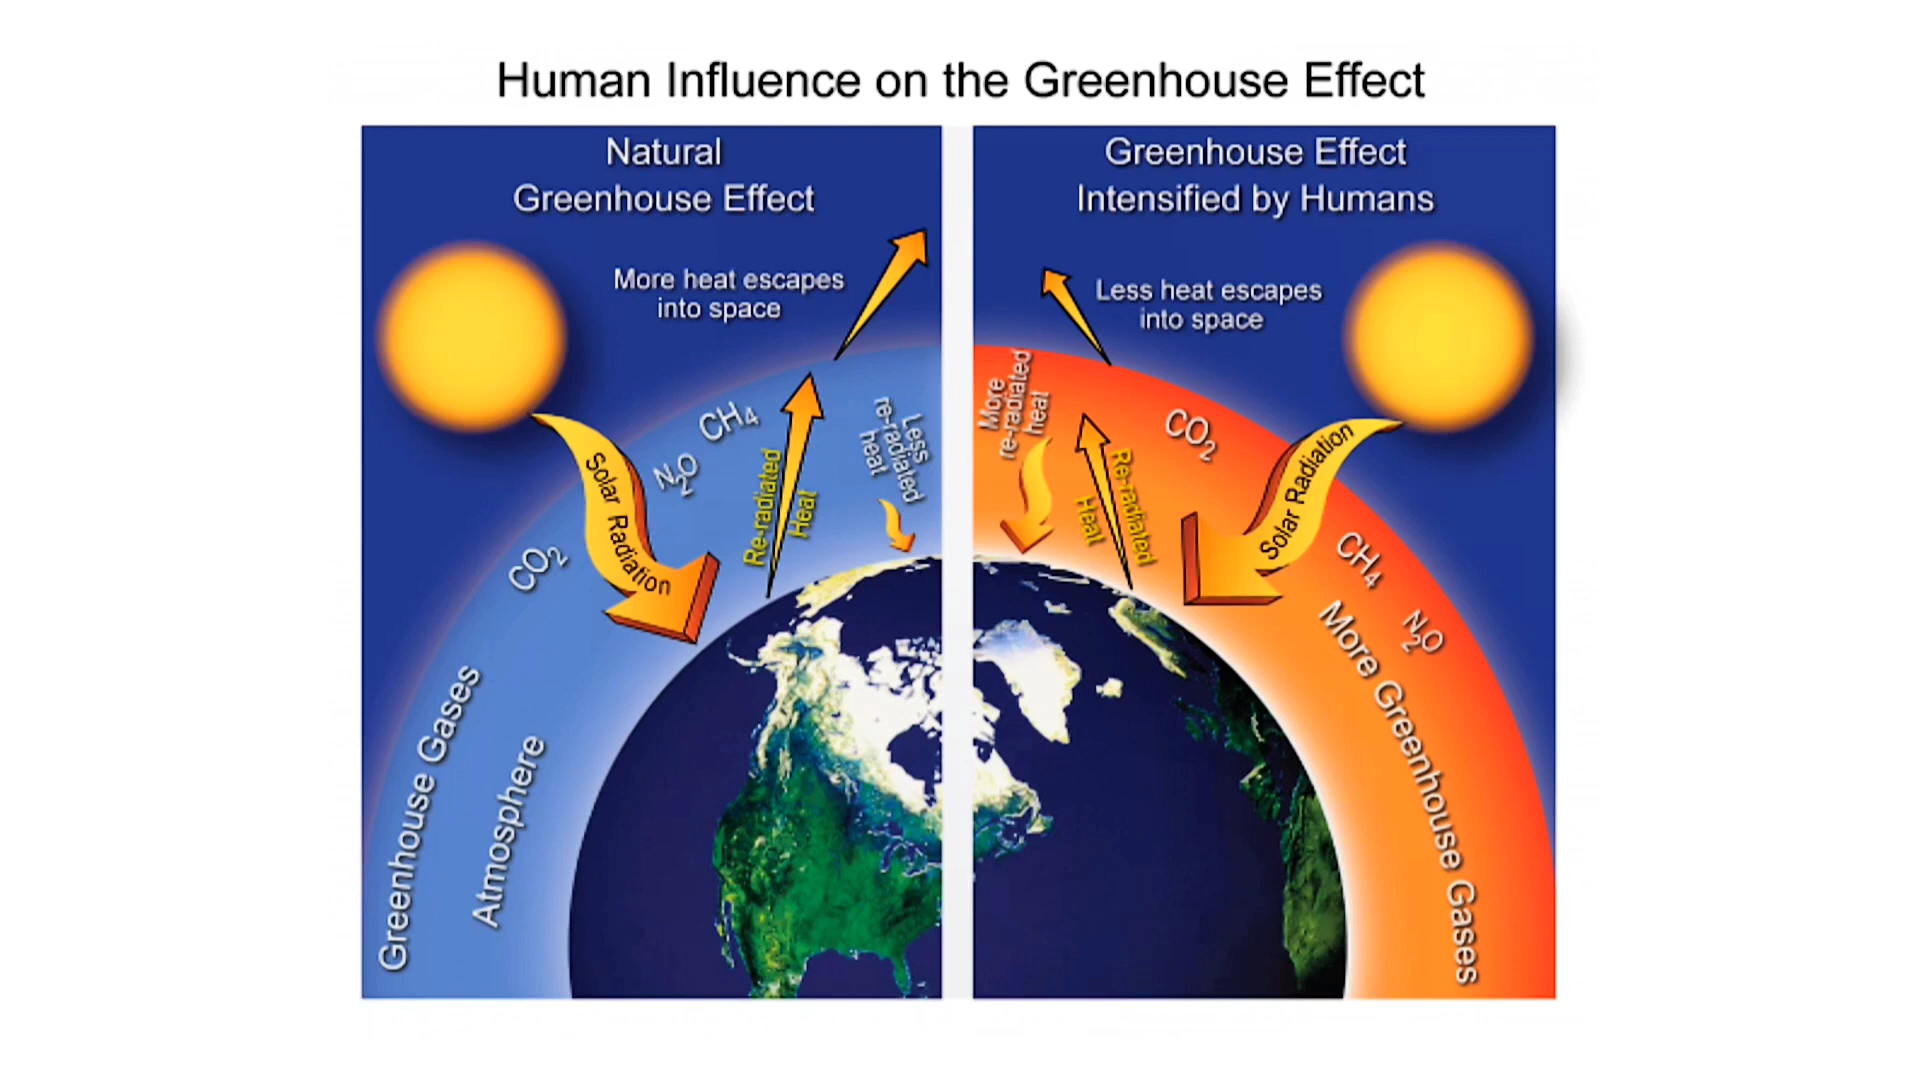 Human Influence on the Greenhouse Effect
Natural
Greenhouse Effect
More heat escapes
into space
CH4
N2O
CO2
Solar Radiation
Re-radiated
Heat
Less
re-radiated
heat
Greenhouse Gases
Atmosphere
Greenhouse Effect
Intensified by Humans
Less heat escapes
into space
More
re-radiated
heat
CO2
Re-radiated
Heat
Solar Radiation
CH4
N2O
More Greenhouse Gases